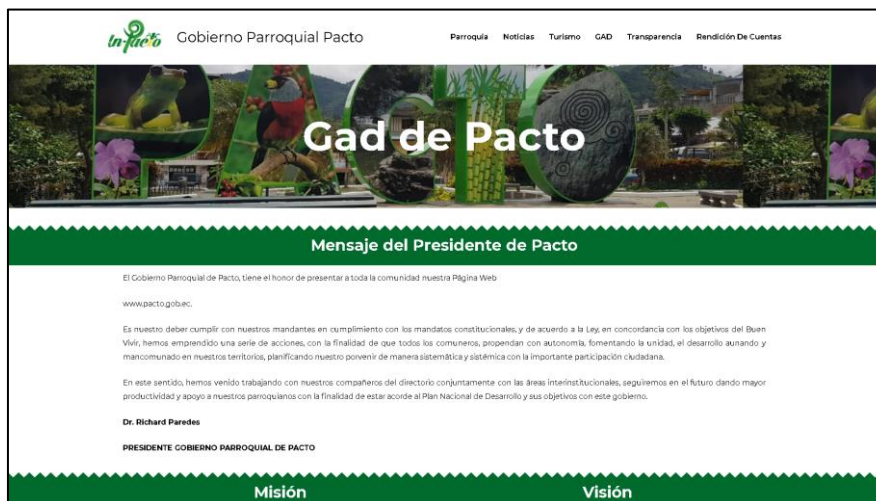 In-Pacto
Gobierno Parroquial Pacto
Parroquia Noticias Turismo GAD Transparencia Rendición De Cuentas
PACTO
Gad de Pacto
Mensaje del Presidente de Pacto
El Gobierno Parroquial de Pacto, tiene el honor de presentar a toda la comunidad nuestra Página Web
www.pacto.gob.ec.
Es nuestro deber cumplir con nuestros mandantes en cumplimiento con los mandatos constitucionales, y de acuerdo a la Ley, en concordancia con los objetivos del Buen
Vivir, hemos emprendido una serie de acciones, con la finalidad de que todos los comuneros, propendan con autonomía, fomentando la unidad, el desarrollo aunando y
mancomunado en nuestros territorios, planificando nuestro porvenir de manera sistemática y sistémica con la importante participación ciudadana.
En este sentido, hemos venido trabajando con nuestros compañeros del directorio conjuntamente con las áreas interinstitucionales, seguiremos en el futuro dando mayor
productividad y apoyo a nuestros parroquianos con la finalidad de estar acorde al Plan Nacional de Desarrollo y sus objetivos con este gobierno.
Dr. Richard Paredes
PRESIDENTE GOBIERNO PARROQUIAL DE PACTO
Misión Visión